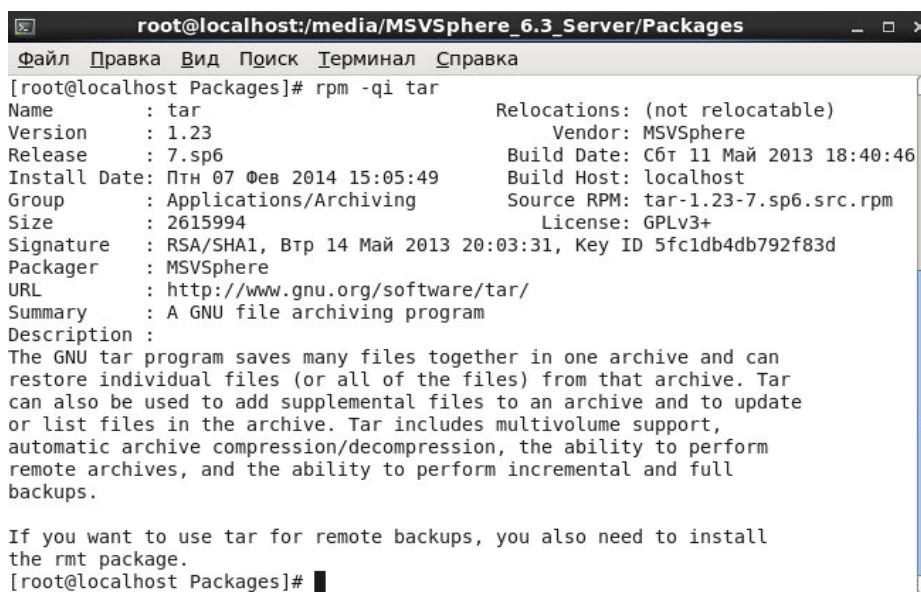 root@localhost:/media/MSVSphere_6.3_Server/Packages
Файл Правка Вид Поиск Терминал Справка
[root@localhost Packages]# rpm -qi tar
Name        : tar                          Relocations: (not relocatable)
Version     : 1.23                              Vendor: MSVSphere
Release     : 7.sp6                         Build Date: Сбт 11 Май 2013 18:40:46
Install Date: Птн 07 Фев 2014 15:05:49      Build Host: localhost
Group       : Applications/Archiving        Source RPM: tar-1.23-7.sp6.src.rpm
Size        : 2615994                          License: GPLv3+
Signature   : RSA/SHA1, Втр 14 Май 2013 20:03:31, Key ID 5fc1db4db792f83d
Packager    : MSVSphere
URL         : http://www.gnu.org/software/tar/
Summary     : A GNU file archiving program
Description :
The GNU tar program saves many files together in one archive and can
restore individual files (or all of the files) from that archive. Tar
can also be used to add supplemental files to an archive and to update
or list files in the archive. Tar includes multivolume support,
automatic archive compression/decompression, the ability to perform
remote archives, and the ability to perform incremental and full
backups.

If you want to use tar for remote backups, you also need to install
the rmt package.
[root@localhost Packages]#